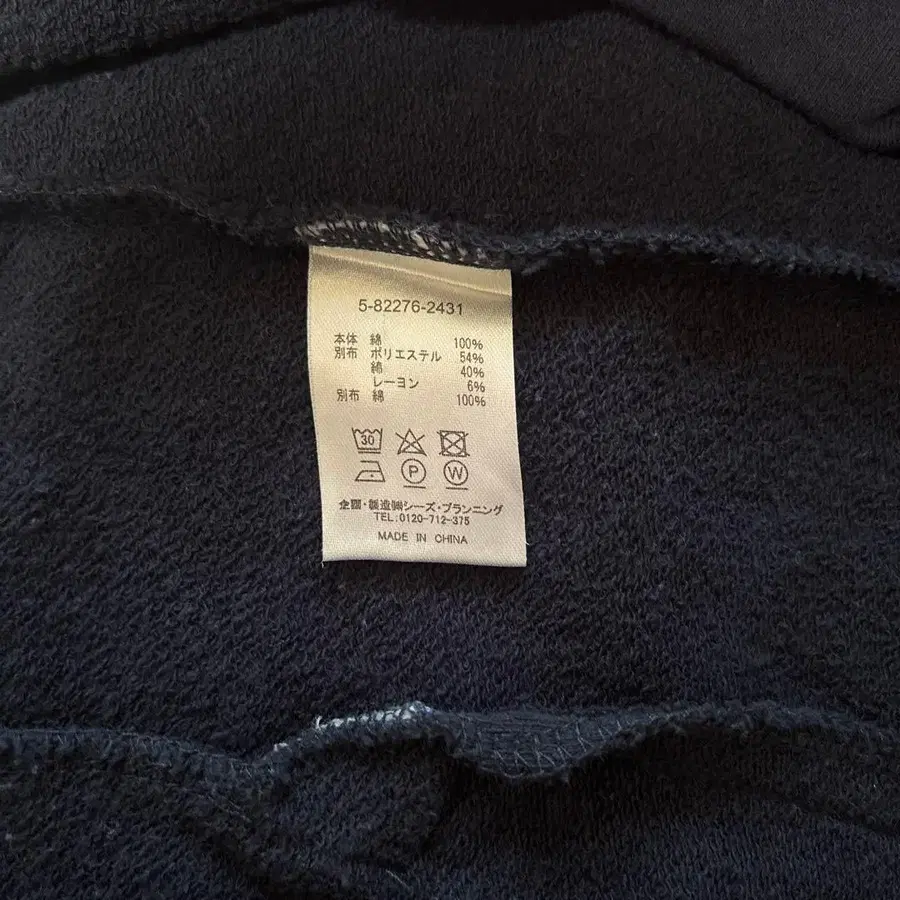 5-82276-2431
本体 綿 100%
別布 ポリエステル 54%
綿 40%
レーヨン 6%
別布 綿 100%
30
P W
企画・製造㈱シーズ・プランニング
TEL:0120-712-375
MADE IN CHINA